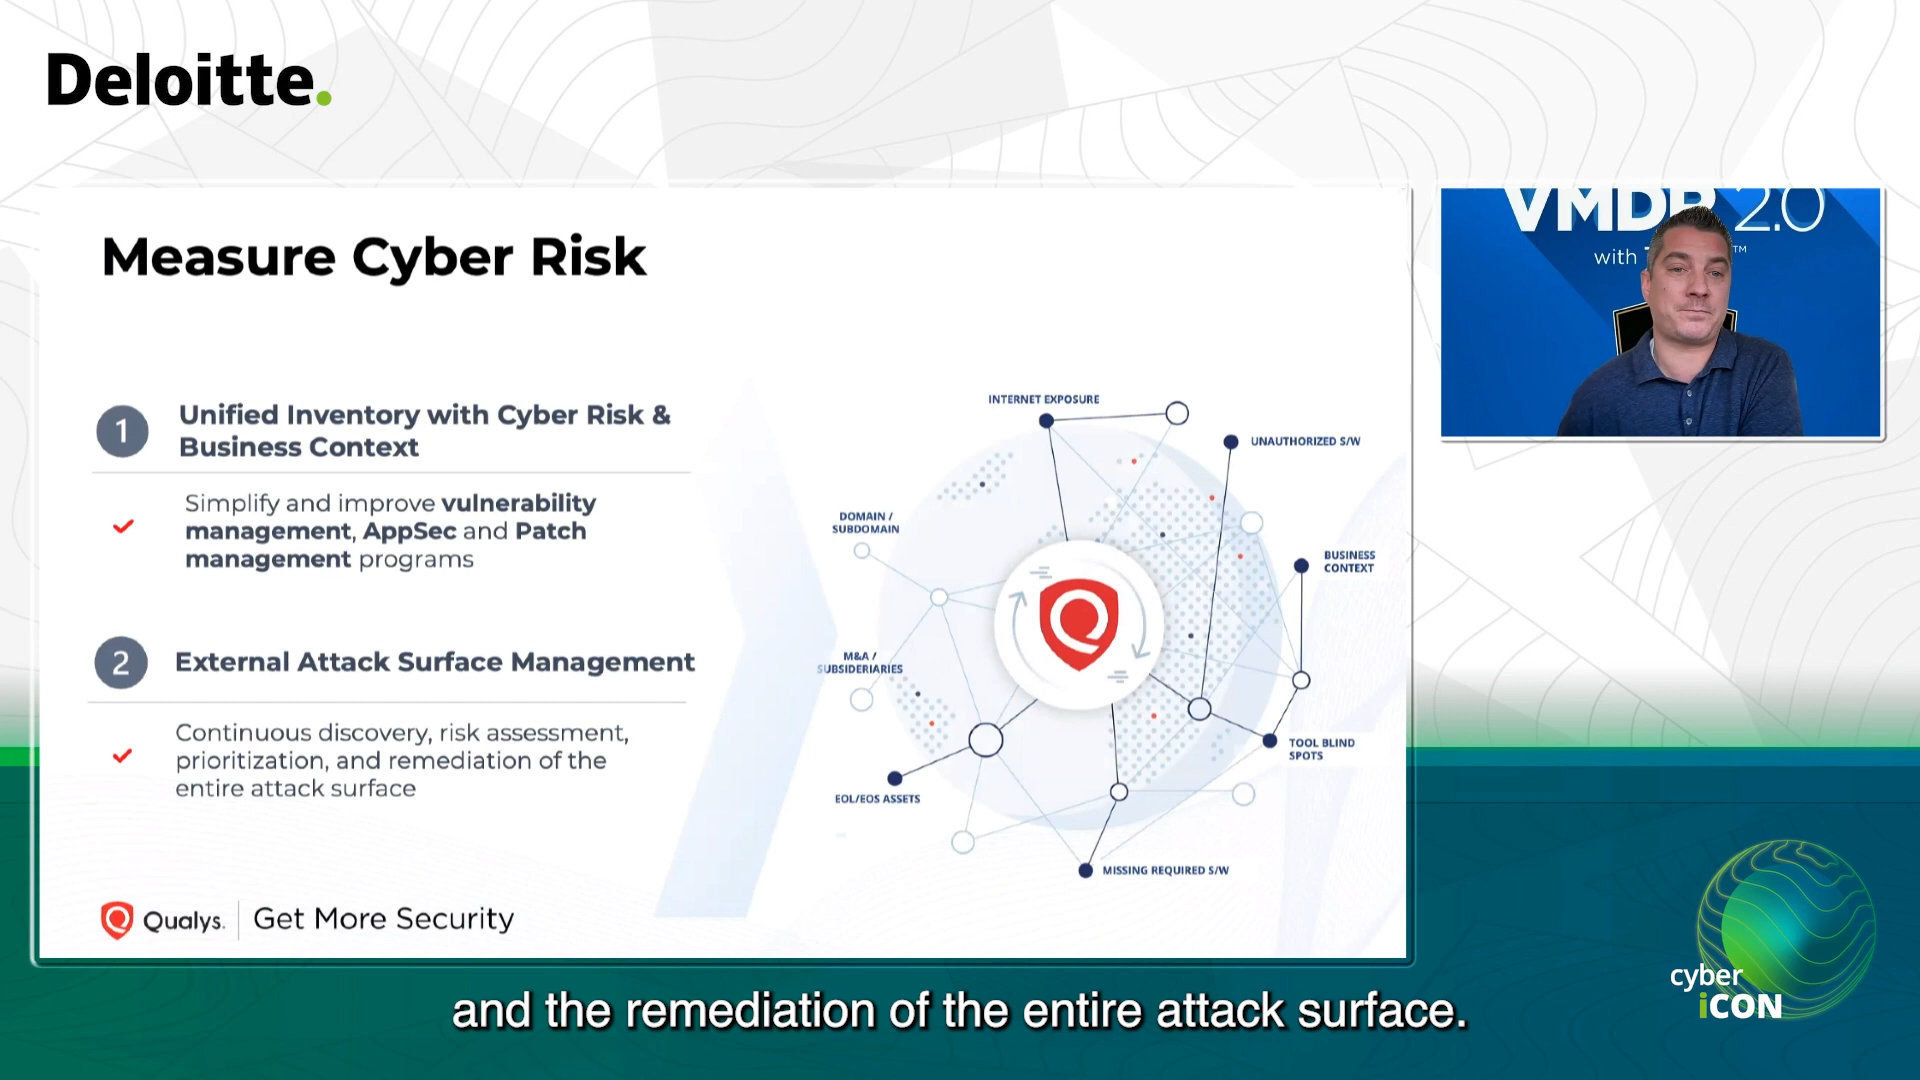 Deloitte.
VMDR 2.0
with
TM
Measure Cyber Risk
1
Unified Inventory with Cyber Risk &
Business Context
Simplify and improve vulnerability
management, AppSec and Patch
management programs
2
External Attack Surface Management
Continuous discovery, risk assessment,
prioritization, and remediation of the
entire attack surface
INTERNET EXPOSURE
UNAUTHORIZED S/W
DOMAIN /
SUBDOMAIN
BUSINESS
CONTEXT
M&A /
SUBSIDERIARIES
TOOL BLIND
SPOTS
EOL/EOS ASSETS
MISSING REQUIRED S/W
Qualys.
Get More Security
cyber
iCON
and the remediation of the entire attack surface.